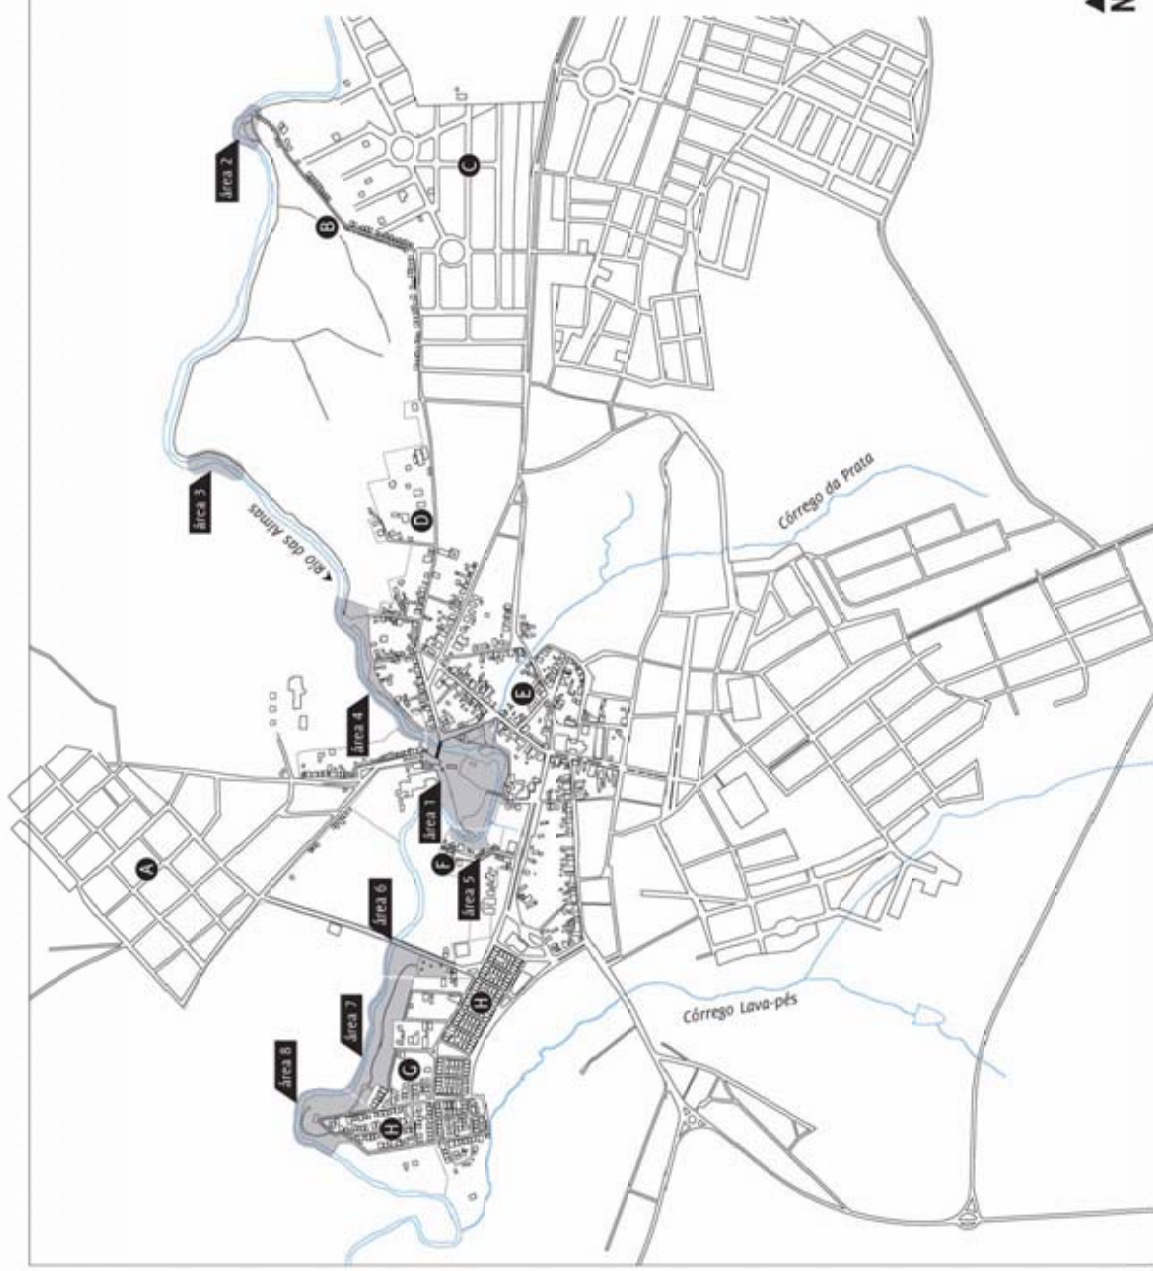 N
área 2
B
C
área 3
Rio das Almas
D
Córrego da Prata
área 4
E
A
área 1
F
área 5
área 6
H
área 7
Córrego Lava-pés
G
área 8
H